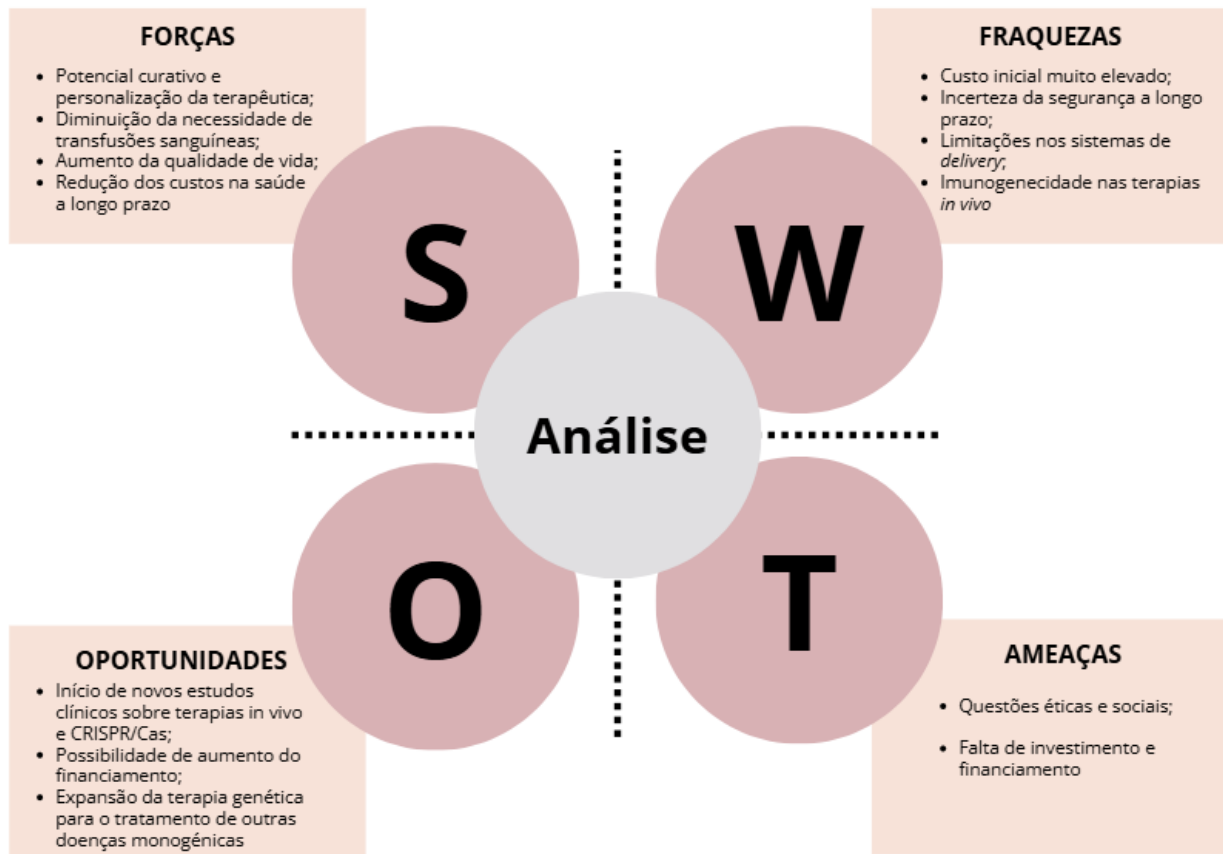 FORÇAS
• Potencial curativo e
personalização da terapêutica;
• Diminuição da necessidade de
transfusões sanguíneas;
• Aumento da qualidade de vida;
• Redução dos custos na saúde
a longo prazo
FRAQUEZAS
• Custo inicial muito elevado;
• Incerteza da segurança a longo
prazo;
• Limitações nos sistemas de
delivery;
• Imunogenecidade nas terapias
in vivo
S
W
Análise
O
T
OPORTUNIDADES
• Início de novos estudos
clínicos sobre terapias in vivo
e CRISPR/Cas;
• Possibilidade de aumento do
financiamento;
• Expansão da terapia genética
para o tratamento de outras
doenças monogénicas
AMEAÇAS
• Questões éticas e sociais;
• Falta de investimento e
financiamento